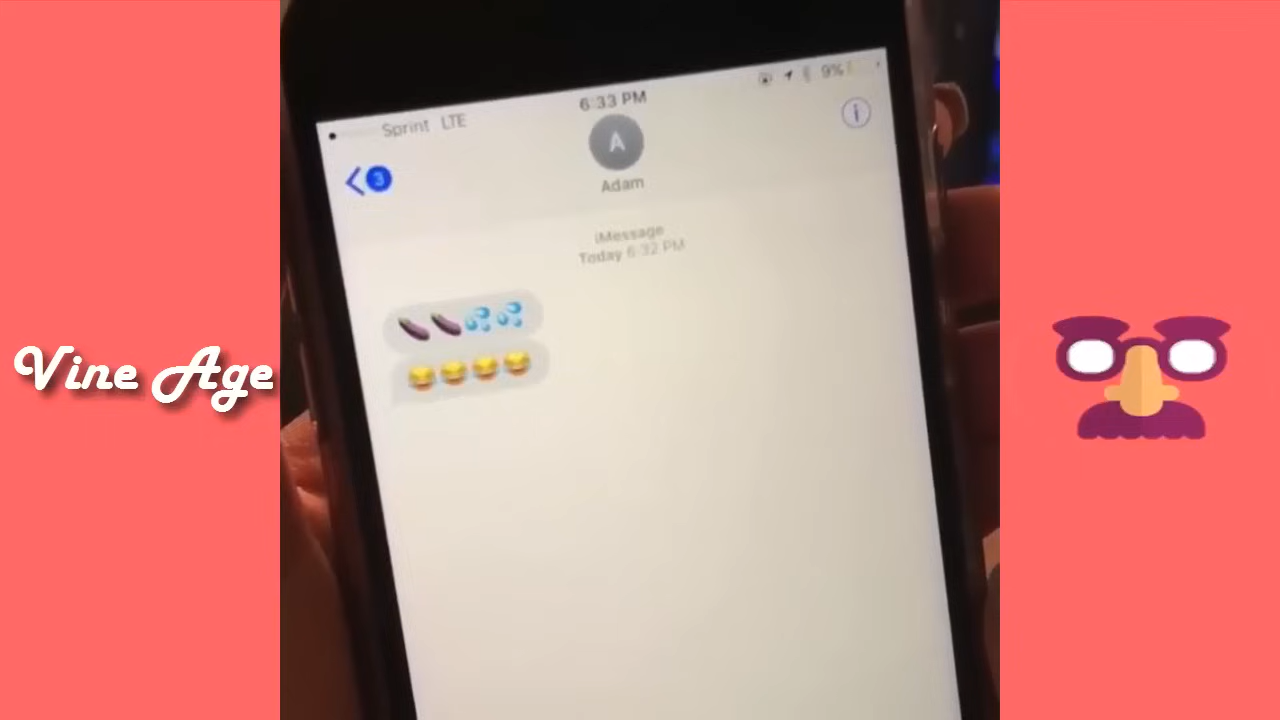 Vine Age
6:33 PM
Sprint LTE
9%
3
A
Adam
iMessage
Today 6:32 PM
🍆🍆💦💦
😂😂😂😂